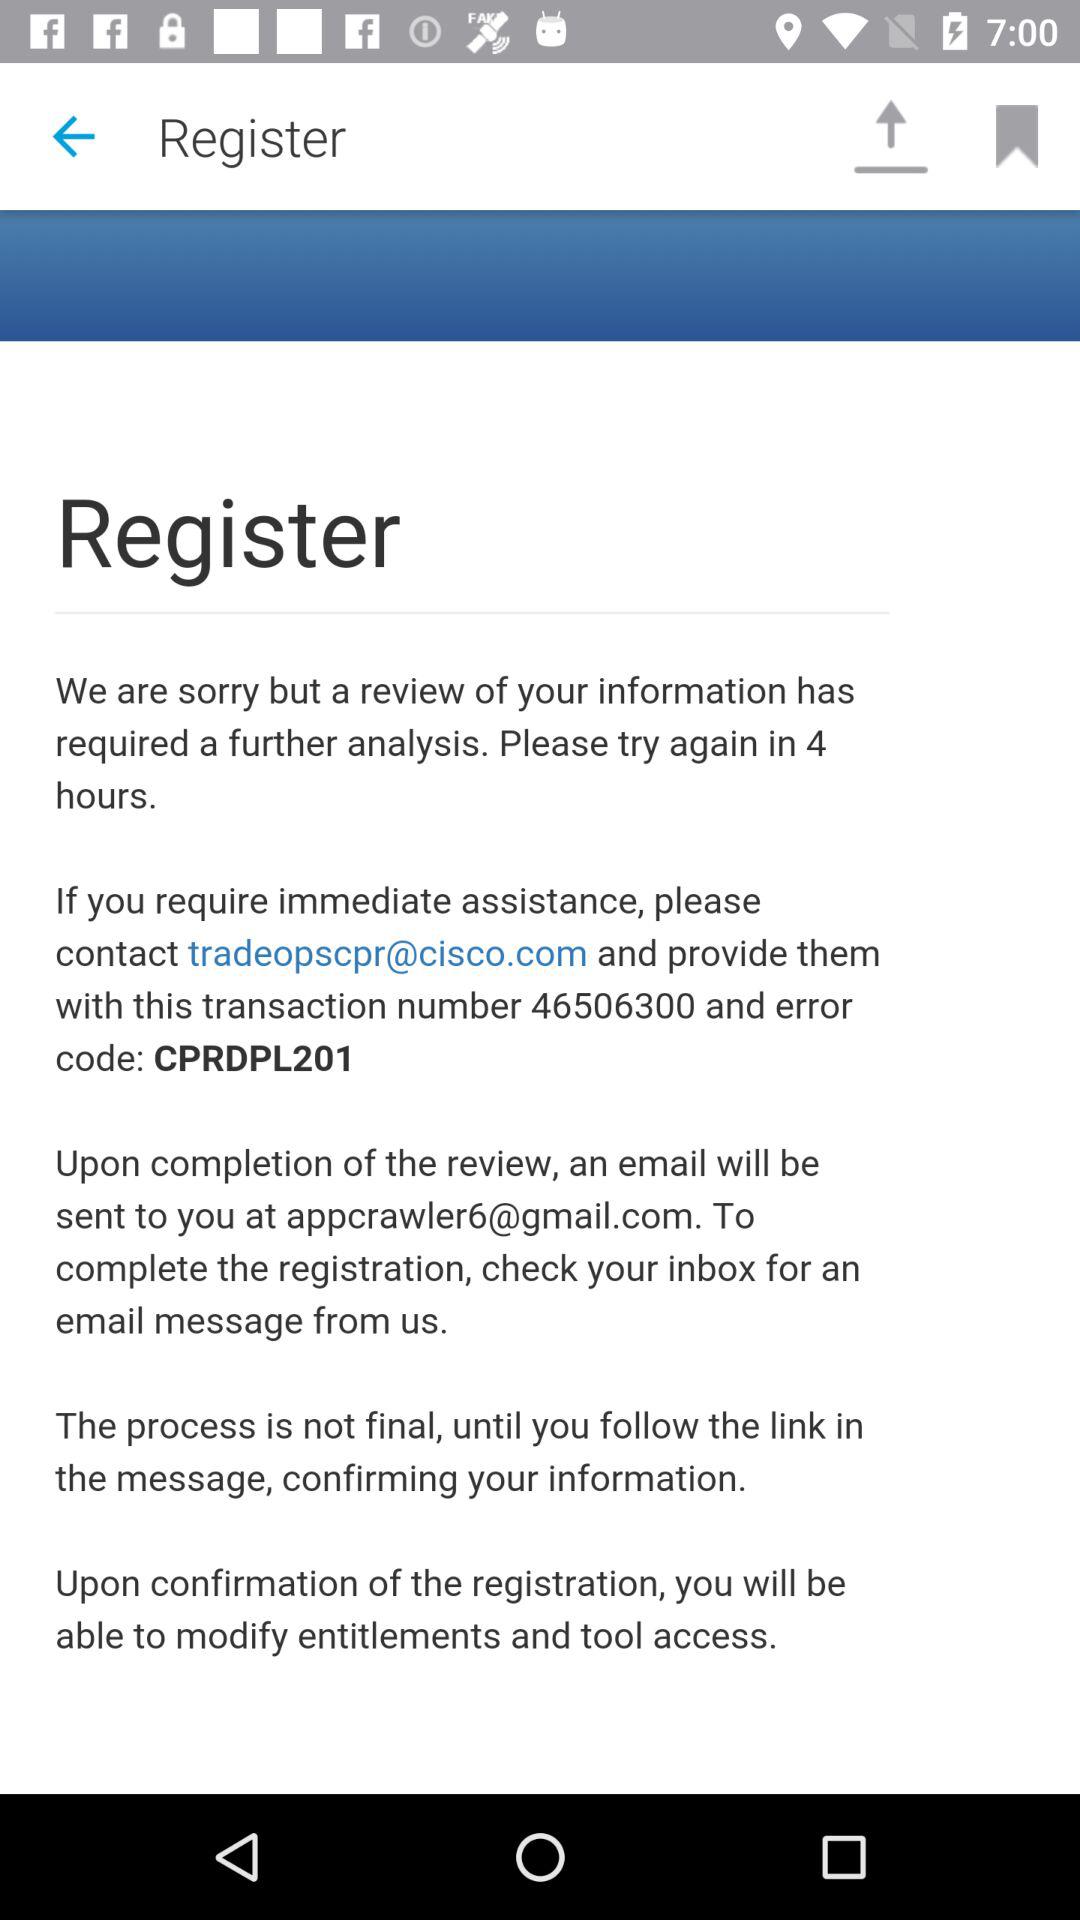 FAKE
7:00
Register
Register
We are sorry but a review of your information has
required a further analysis. Please try again in 4
hours.
If you require immediate assistance, please
contact tradeopscpr@cisco.com and provide them
with this transaction number 46506300 and error
code: CPRDPL201
Upon completion of the review, an email will be
sent to you at appcrawler6@gmail.com. To
complete the registration, check your inbox for an
email message from us.
The process is not final, until you follow the link in
the message, confirming your information.
Upon confirmation of the registration, you will be
able to modify entitlements and tool access.